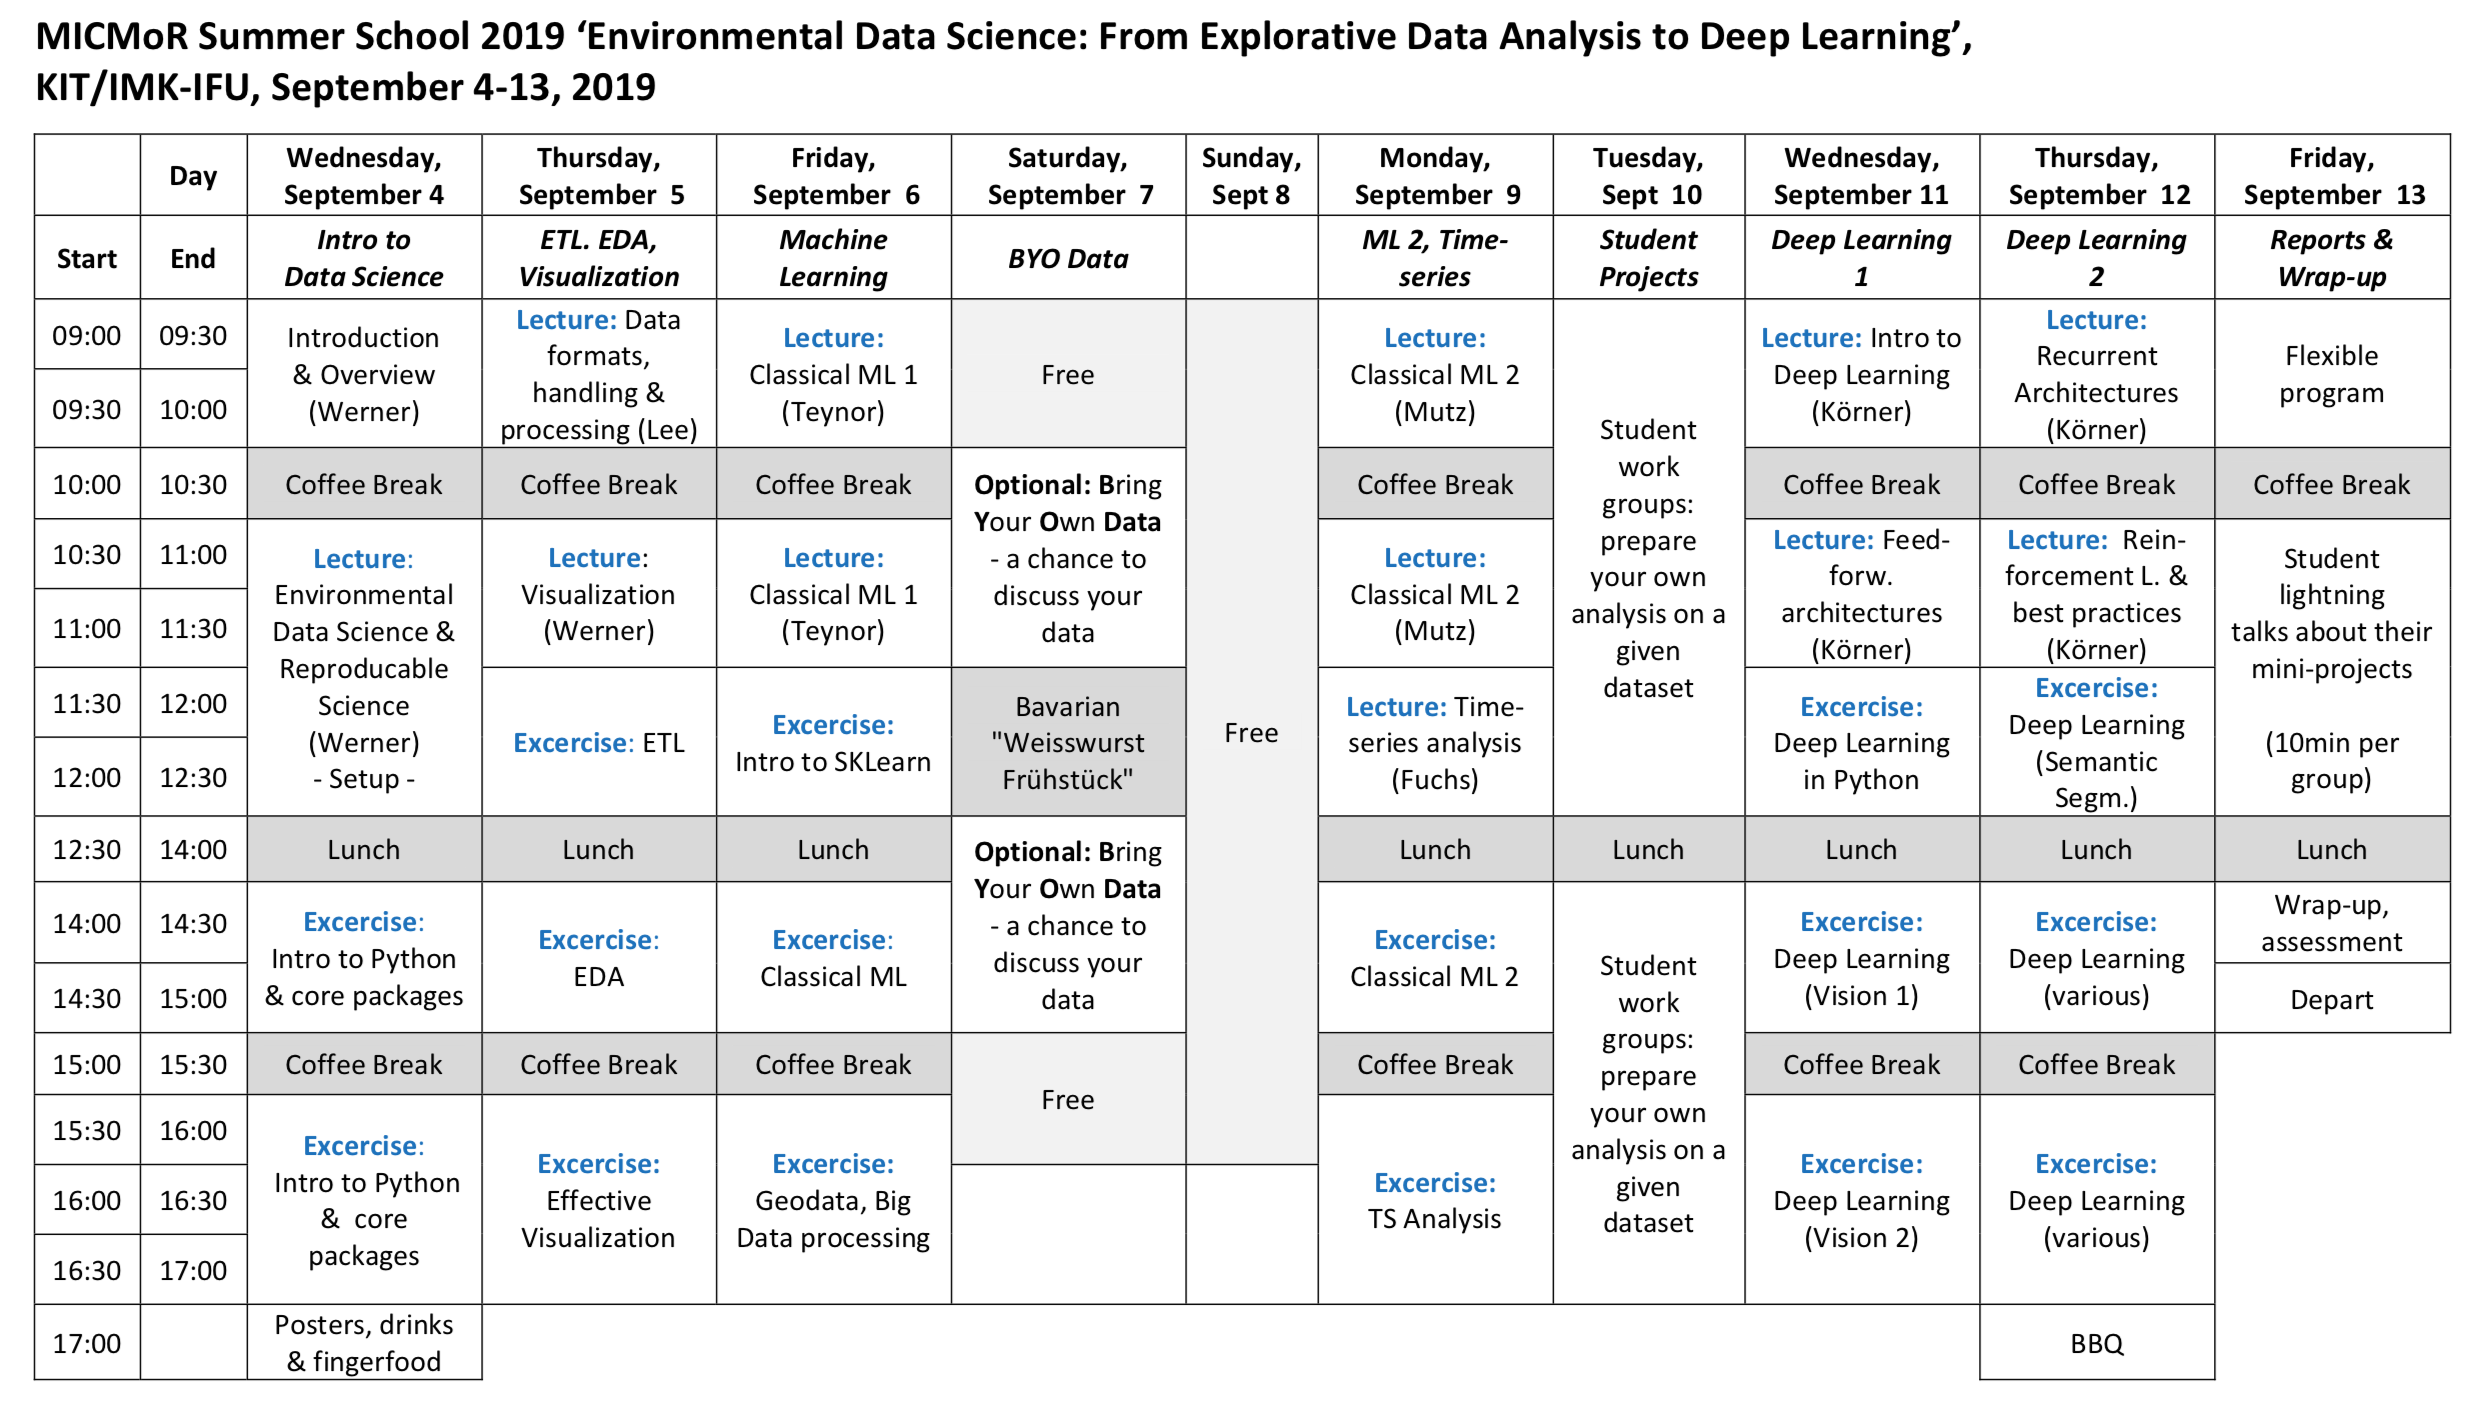 MICMoR Summer School 2019 ‘Environmental Data Science: From Explorative Data Analysis to Deep Learning’,
KIT/IMK-IFU, September 4-13, 2019
Day
Wednesday,
September 4
Thursday,
September 5
Friday,
September 6
Saturday,
September 7
Sunday,
Sept 8
Monday,
September 9
Tuesday,
Sept 10
Wednesday,
September 11
Thursday,
September 12
Friday,
September 13
Start
End
Intro to
Data Science
ETL. EDA,
Visualization
Machine
Learning
BYO Data
ML 2, Time-
series
Student
Projects
Deep Learning
1
Deep Learning
2
Reports &
Wrap-up
09:00
09:30
09:30
10:00
Introduction
& Overview
(Werner)
Lecture: Data
formats,
handling &
processing (Lee)
Lecture:
Classical ML 1
(Teynor)
Free
Free
Lecture:
Classical ML 2
(Mutz)
Student
work
groups:
prepare
your own
analysis on a
given
dataset
Lecture: Intro to
Deep Learning
(Körner)
Lecture:
Recurrent
Architectures
(Körner)
Flexible
program
10:00
10:30
Coffee Break
Coffee Break
Coffee Break
Optional: Bring
Your Own Data
- a chance to
discuss your
data
Coffee Break
Coffee Break
Coffee Break
Coffee Break
10:30
11:00
11:00
11:30
Lecture:
Environmental
Data Science &
Reproducable
Science
(Werner)
- Setup -
Lecture:
Visualization
(Werner)
Lecture:
Classical ML 1
(Teynor)
Lecture:
Classical ML 2
(Mutz)
Lecture: Feed-
forw.
architectures
(Körner)
Lecture: Rein-
forcement L. &
best practices
(Körner)
Student
lightning
talks about their
mini-projects
(10min per
group)
11:30
12:00
12:00
12:30
Excercise: ETL
Excercise:
Intro to SKLearn
Bavarian
"Weisswurst
Frühstück"
Lecture: Time-
series analysis
(Fuchs)
Excercise:
Deep Learning
in Python
Excercise:
Deep Learning
(Semantic
Segm.)
12:30
14:00
Lunch
Lunch
Lunch
Optional: Bring
Your Own Data
- a chance to
discuss your
data
Lunch
Lunch
Lunch
Lunch
Lunch
14:00
14:30
14:30
15:00
Excercise:
Intro to Python
& core packages
Excercise:
EDA
Excercise:
Classical ML
Excercise:
Classical ML 2
Student
work
groups:
prepare
your own
analysis on a
given
dataset
Excercise:
Deep Learning
(Vision 1)
Excercise:
Deep Learning
(various)
Wrap-up,
assessment
Depart
15:00
15:30
Coffee Break
Coffee Break
Coffee Break
Free
Coffee Break
Coffee Break
Coffee Break
15:30
16:00
16:00
16:30
16:30
17:00
Excercise:
Intro to Python
& core
packages
Excercise:
Effective
Visualization
Excercise:
Geodata, Big
Data processing
Excercise:
TS Analysis
Excercise:
Deep Learning
(Vision 2)
Excercise:
Deep Learning
(various)
17:00
Posters, drinks
& fingerfood
BBQ